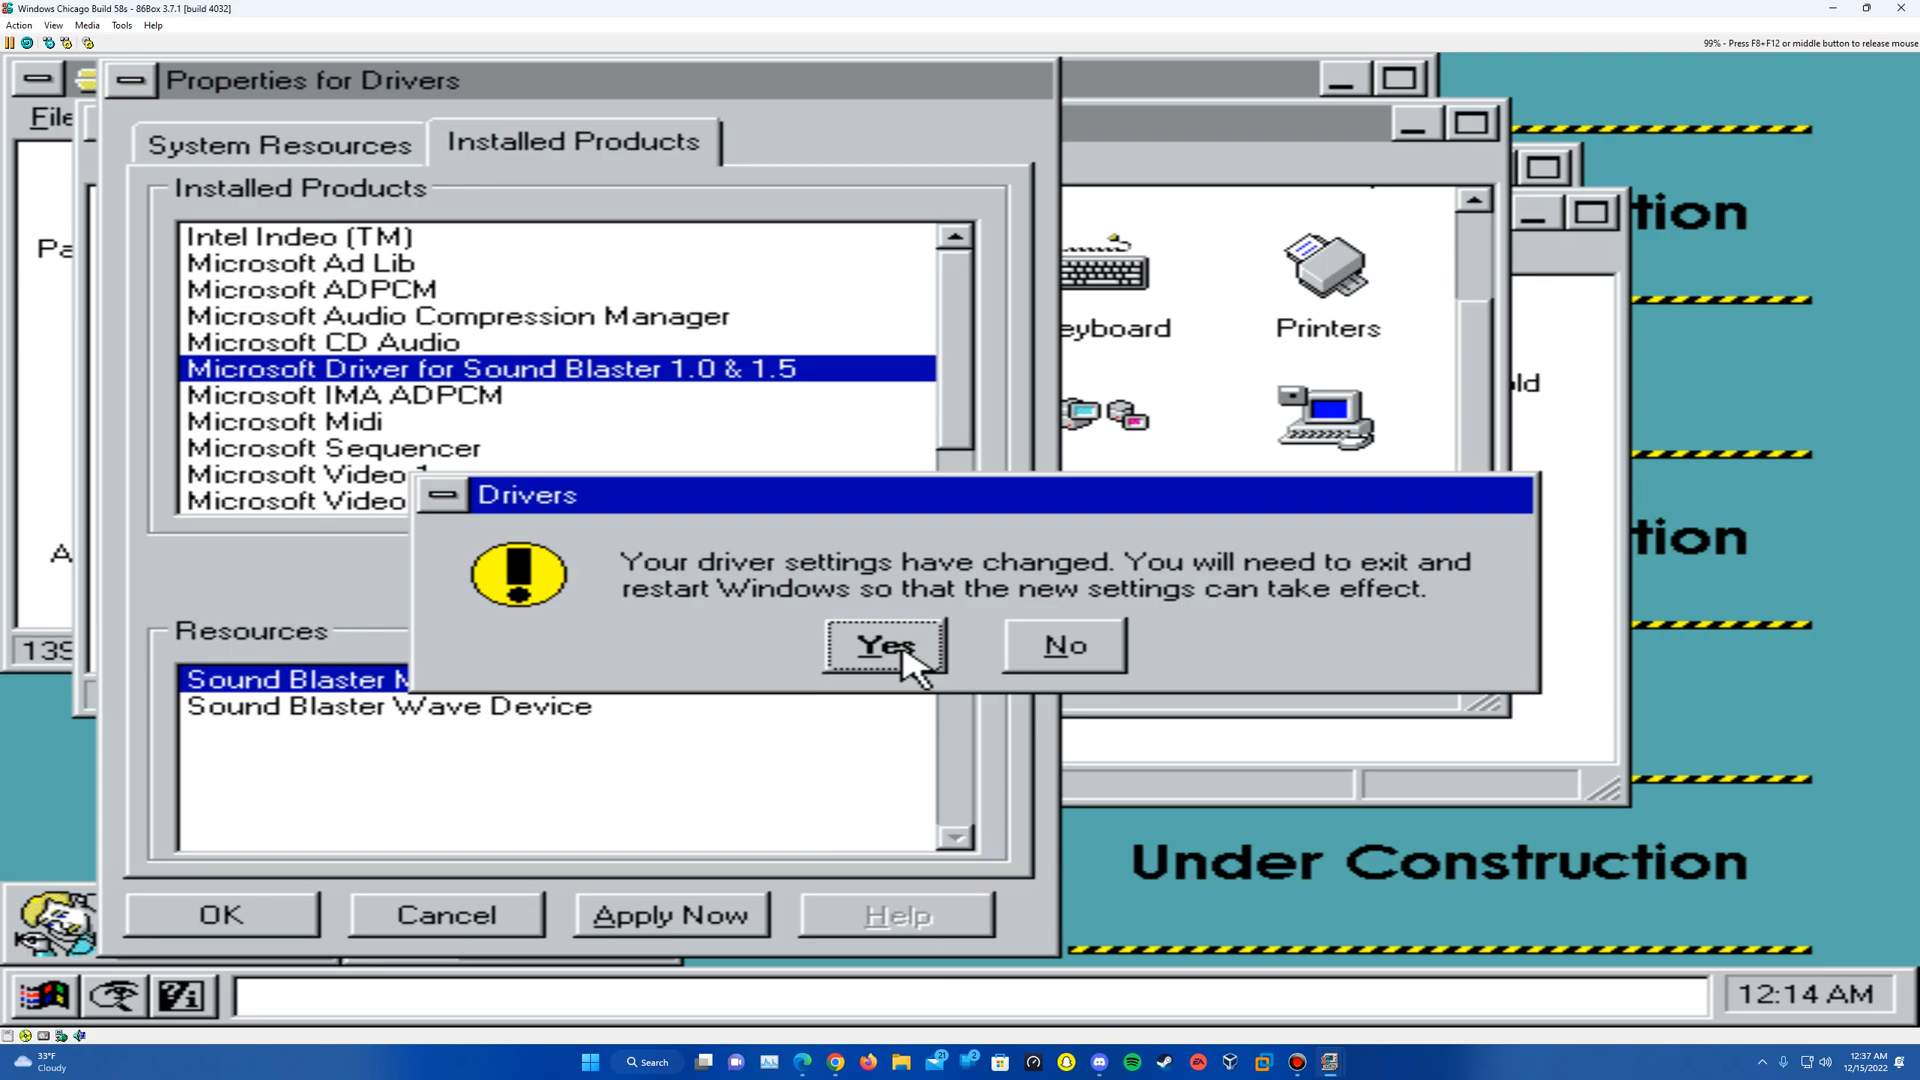 Windows Chicago Build 58s - 86Box 3.7.1 [build 4032]
Action View Media Tools Help
99% - Press F8+F12 or middle button to release mouse
Properties for Drivers
File
System Resources
Installed Products
Installed Products
Intel Indeo (TM)
Microsoft Ad Lib
Microsoft ADPCM
Microsoft Audio Compression Manager
Microsoft CD Audio
Microsoft Driver for Sound Blaster 1.0 & 1.5
Microsoft IMA ADPCM
Microsoft Midi
Microsoft Sequencer
Microsoft Video 1
Microsoft Video
Pa
A
139
eyboard
Printers
tion
ld
tion
Drivers
Your driver settings have changed. You will need to exit and
restart Windows so that the new settings can take effect.
Yes
No
Resources
Sound Blaster M
Sound Blaster Wave Device
Under Construction
OK
Cancel
Apply Now
Help
12:14 AM
33°F
Cloudy
Search
21
2
12:37 AM
12/15/2022